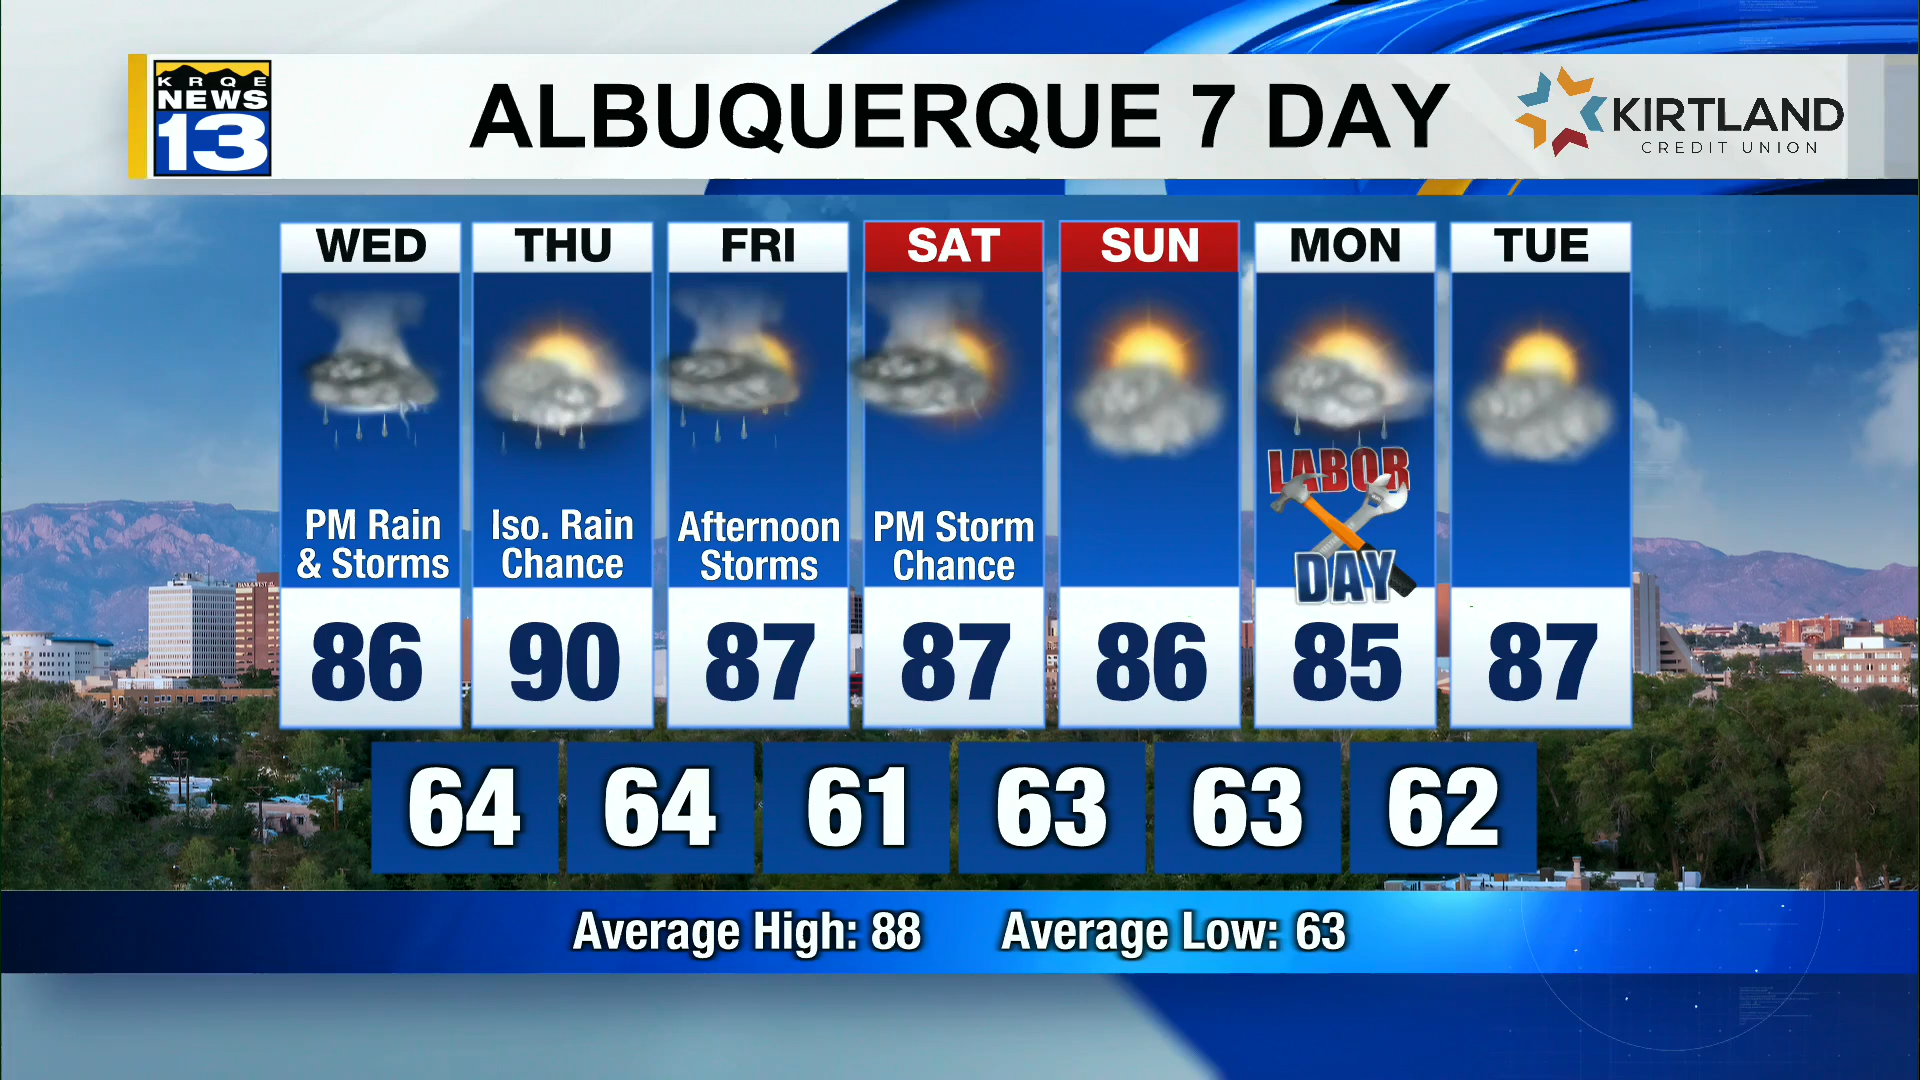 KRQE
NEWS
13
ALBUQUERQUE 7 DAY
KIRTLAND
CREDIT UNION
WED THU FRI SAT SUN MON TUE
PM Rain
& Storms
Iso. Rain
Chance
Afternoon
Storms
PM Storm
Chance
LABOR
DAY
86 90 87 87 86 85 87
64 64 61 63 63 62
Average High: 88 Average Low: 63